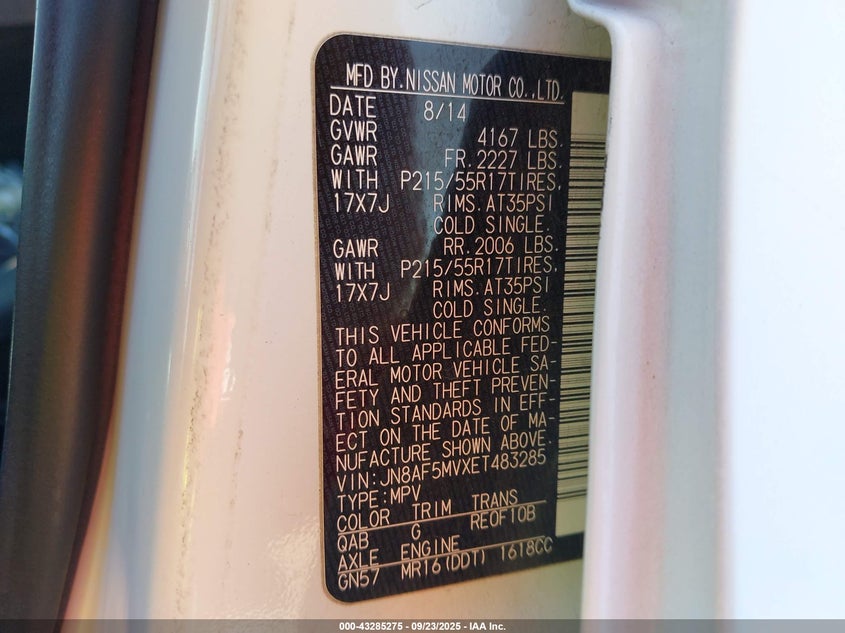 MFD BY.NISSAN MOTOR CO.,LTD.
DATE 8/14
GVWR 4167 LBS.
GAWR FR. 2227 LBS.
WITH P215/55R17TIRES,
17X7J RIMS. AT35PSI
COLD SINGLE.
GAWR RR. 2006 LBS.
WITH P215/55R17TIRES,
17X7J RIMS. AT35PSI
COLD SINGLE.
THIS VEHICLE CONFORMS
TO ALL APPLICABLE FED-
ERAL MOTOR VEHICLE SA-
FETY AND THEFT PREVEN-
TION STANDARDS IN EFF-
ECT ON THE DATE OF MA-
NUFACTURE SHOWN ABOVE.
VIN:JN8AF5MVXET483285
TYPE:MPV
COLOR TRIM TRANS
QAB G RE0F10B
AXLE ENGINE
GN57 MR16(DDT) 1618CC
000-43285275 - 09/23/2025 - IAA Inc.